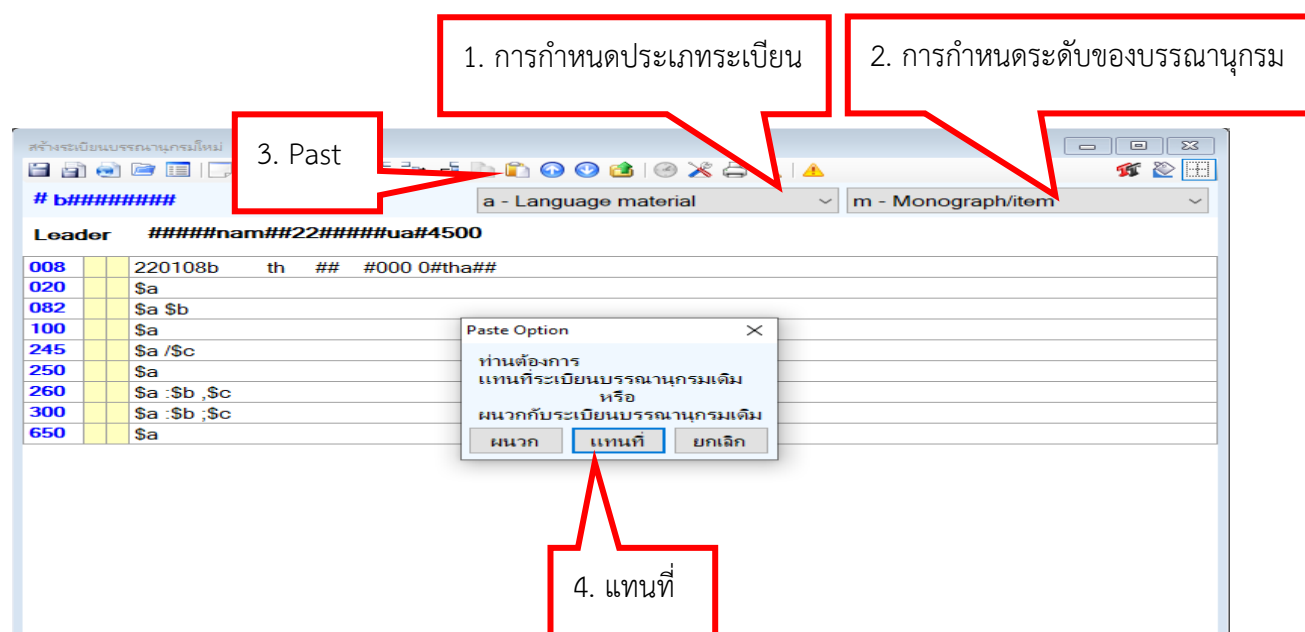 1. การกำหนดประเภทระเบียน
2. การกำหนดระดับของบรรณานุกรม
3. Past
สร้างระเบียนบรรณานุกรมใหม่
# b#########
a - Language material
m - Monograph/item
Leader #####nam##22#####ua#4500
008 220108b th ## #000 0#tha##
020 $a
082 $a $b
100 $a
245 $a /$c
250 $a
260 $a :$b ,$c
300 $a :$b ;$c
650 $a
Paste Option
ท่านต้องการ
แทนที่ระเบียนบรรณานุกรมเดิม
หรือ
ผนวกกับระเบียนบรรณานุกรมเดิม
ผนวก แทนที่ ยกเลิก
4. แทนที่